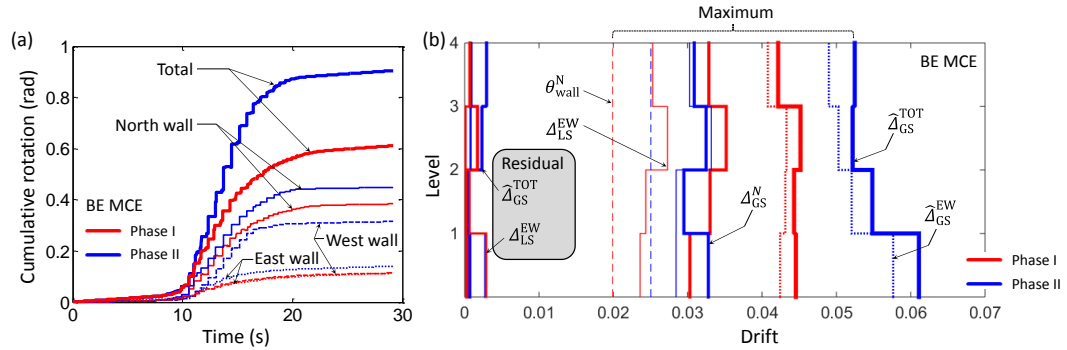 (a)
Cumulative rotation (rad)
1
0.8
0.6
0.4
0.2
0
0
10
20
30
Time (s)
Total
North wall
West wall
East wall
BE MCE
Phase I
Phase II
(b)
Maximum
BE MCE
Level
4
3
2
1
0
0.01
0.02
0.03
0.04
0.05
0.06
0.07
Drift
θ^N_wall
Δ^EW_LS
Residual
Δ̂^TOT_GS
Δ^EW_LS
Δ^N_GS
Δ̂^TOT_GS
Δ̂^EW_GS
Phase I
Phase II